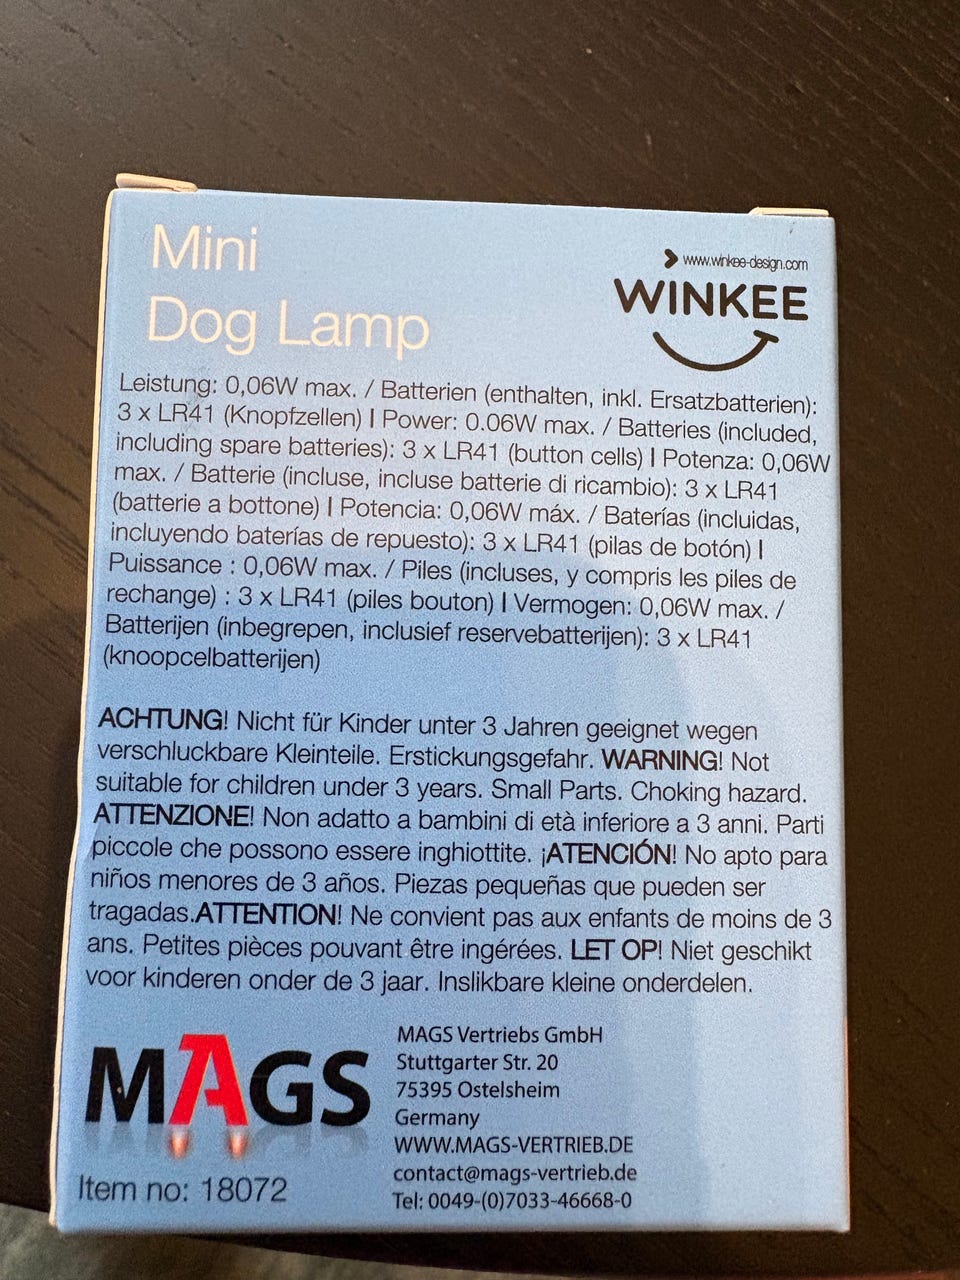 Mini
Dog Lamp
www.winkee-design.com
WINKEE
Leistung: 0,06W max. / Batterien (enthalten, inkl. Ersatzbatterien):
3 x LR41 (Knopfzellen) I Power: 0.06W max. / Batteries (included,
including spare batteries): 3 x LR41 (button cells) I Potenza: 0,06W
max. / Batterie (incluse, incluse batterie di ricambio): 3 x LR41
(batterie a bottone) I Potencia: 0,06W máx. / Baterías (incluidas,
incluyendo baterías de repuesto): 3 x LR41 (pilas de botón) I
Puissance : 0,06W max. / Piles (incluses, y compris les piles de
rechange) : 3 x LR41 (piles bouton) I Vermogen: 0,06W max. /
Batterijen (inbegrepen, inclusief reservebatterijen): 3 x LR41
(knoopcelbatterijen)
ACHTUNG! Nicht für Kinder unter 3 Jahren geeignet wegen
verschluckbare Kleinteile. Erstickungsgefahr. WARNING! Not
suitable for children under 3 years. Small Parts. Choking hazard.
ATTENZIONE! Non adatto a bambini di età inferiore a 3 anni. Parti
piccole che possono essere inghiottite. ¡ATENCIÓN! No apto para
niños menores de 3 años. Piezas pequeñas que pueden ser
tragadas.ATTENTION! Ne convient pas aux enfants de moins de 3
ans. Petites pièces pouvant être ingérées. LET OP! Niet geschikt
voor kinderen onder de 3 jaar. Inslikbare kleine onderdelen.
MAGS
Item no: 18072
MAGS Vertriebs GmbH
Stuttgarter Str. 20
75395 Ostelsheim
Germany
WWW.MAGS-VERTRIEB.DE
contact@mags-vertrieb.de
Tel: 0049-(0)7033-46668-0